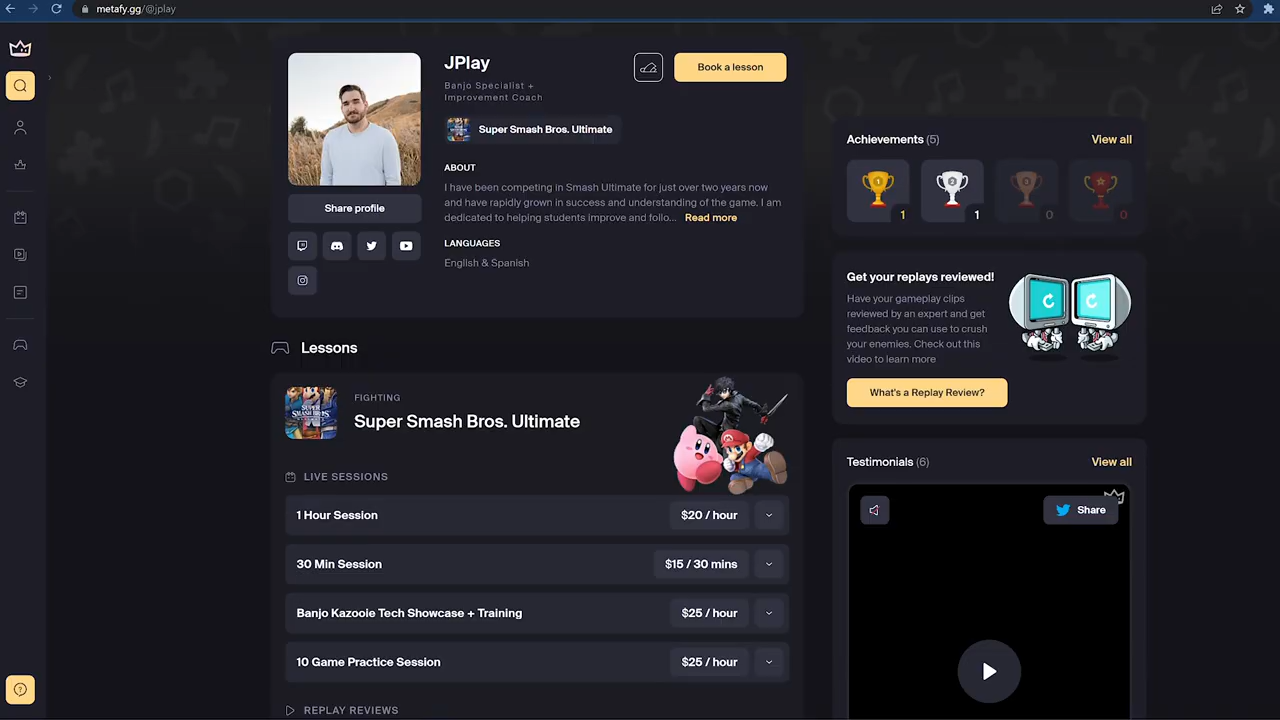 metafy.gg/@jplay
JPlay
Banjo Specialist +
Improvement Coach
Book a lesson
Super Smash Bros. Ultimate
ABOUT
I have been competing in Smash Ultimate for just over two years now
and have rapidly grown in success and understanding of the game. I am
dedicated to helping students improve and follo... Read more
LANGUAGES
English & Spanish
Share profile
Lessons
FIGHTING
Super Smash Bros. Ultimate
LIVE SESSIONS
1 Hour Session $20 / hour
30 Min Session $15 / 30 mins
Banjo Kazooie Tech Showcase + Training $25 / hour
10 Game Practice Session $25 / hour
REPLAY REVIEWS
Achievements (5) View all
1 1 0 0
Get your replays reviewed!
Have your gameplay clips
reviewed by an expert and get
feedback you can use to crush
your enemies. Check out this
video to learn more
What's a Replay Review?
Testimonials (6) View all
Share